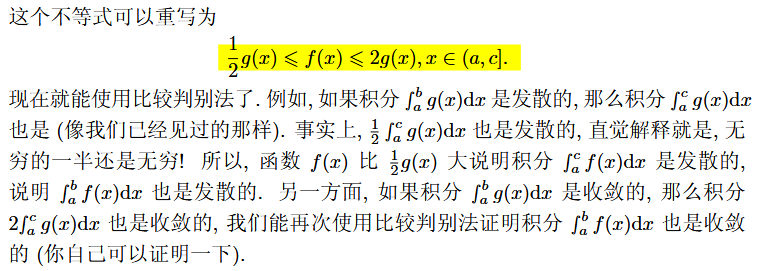 这个不等式可以重写为
$\frac{1}{2}g(x) \leqslant f(x) \leqslant 2g(x), x \in (a, c].$
现在就能使用比较判别法了. 例如, 如果积分 $\int_a^b g(x)\mathrm{d}x$ 是发散的, 那么积分 $\int_a^c g(x)\mathrm{d}x$
也是 (像我们已经见过的那样). 事实上, $\frac{1}{2}\int_a^c g(x)\mathrm{d}x$ 也是发散的, 直觉解释就是, 无
穷的一半还是无穷! 所以, 函数 $f(x)$ 比 $\frac{1}{2}g(x)$ 大说明积分 $\int_a^c f(x)\mathrm{d}x$ 是发散的,
说明 $\int_a^b f(x)\mathrm{d}x$ 也是发散的. 另一方面, 如果积分 $\int_a^b g(x)\mathrm{d}x$ 是收敛的, 那么积分
$2\int_a^c g(x)\mathrm{d}x$ 也是收敛的, 我们能再次使用比较判别法证明积分 $\int_a^b f(x)\mathrm{d}x$ 也是收敛
的 (你自己可以证明一下).